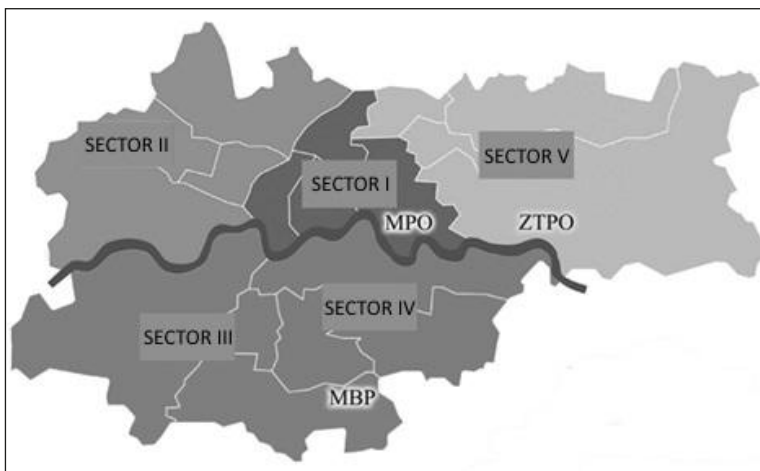 SECTOR II
SECTOR V
SECTOR I
MPO
ZTPO
SECTOR IV
SECTOR III
MBP